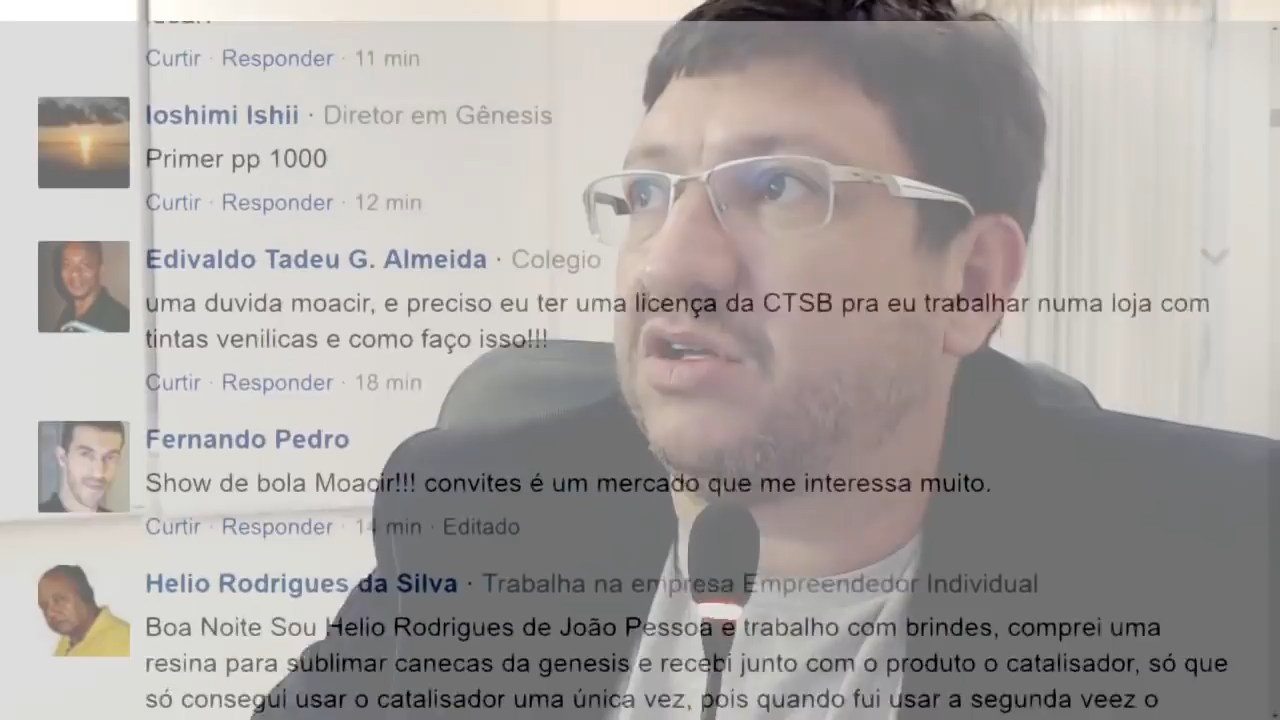 Curtir · Responder · 11 min
Ioshimi Ishii · Diretor em Gênesis
Primer pp 1000
Curtir · Responder · 12 min
Edivaldo Tadeu G. Almeida · Colegio
uma duvida moacir, e preciso eu ter uma licença da CTSB pra eu trabalhar numa loja com
tintas venilicas e como faço isso!!!
Curtir · Responder · 18 min
Fernando Pedro
Show de bola Moacir!!! convites é um mercado que me interessa muito.
Curtir · Responder · 14 min · Editado
Helio Rodrigues da Silva · Trabalha na empresa Empreendedor Individual
Boa Noite Sou Helio Rodrigues de João Pessoa e trabalho com brindes, comprei uma
resina para sublimar canecas da genesis e recebi junto com o produto o catalisador, só que
só consegui usar o catalisador uma única vez, pois quando fui usar a segunda veez o